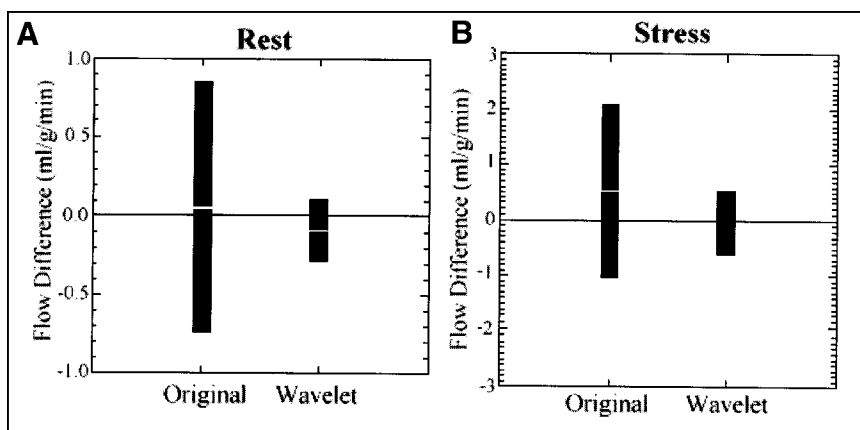 A
Rest
Flow Difference (ml/g/min)
1.0
0.5
0.0
-0.5
-1.0
Original Wavelet
B
Stress
Flow Difference (ml/g/min)
3
2
1
0
-1
-2
-3
Original Wavelet